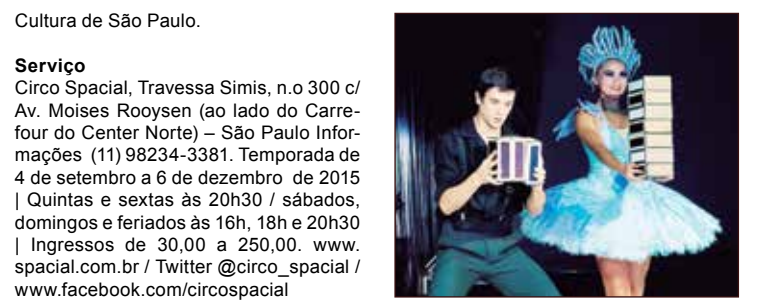 Cultura de São Paulo.
Serviço
Circo Spacial, Travessa Simis, n.o 300 c/
Av. Moises Rooysen (ao lado do Carre-
four do Center Norte) – São Paulo Infor-
mações (11) 98234-3381. Temporada de
4 de setembro a 6 de dezembro de 2015
| Quintas e sextas às 20h30 / sábados,
domingos e feriados às 16h, 18h e 20h30
| Ingressos de 30,00 a 250,00. www.
spacial.com.br / Twitter @circo_spacial /
www.facebook.com/circospacial